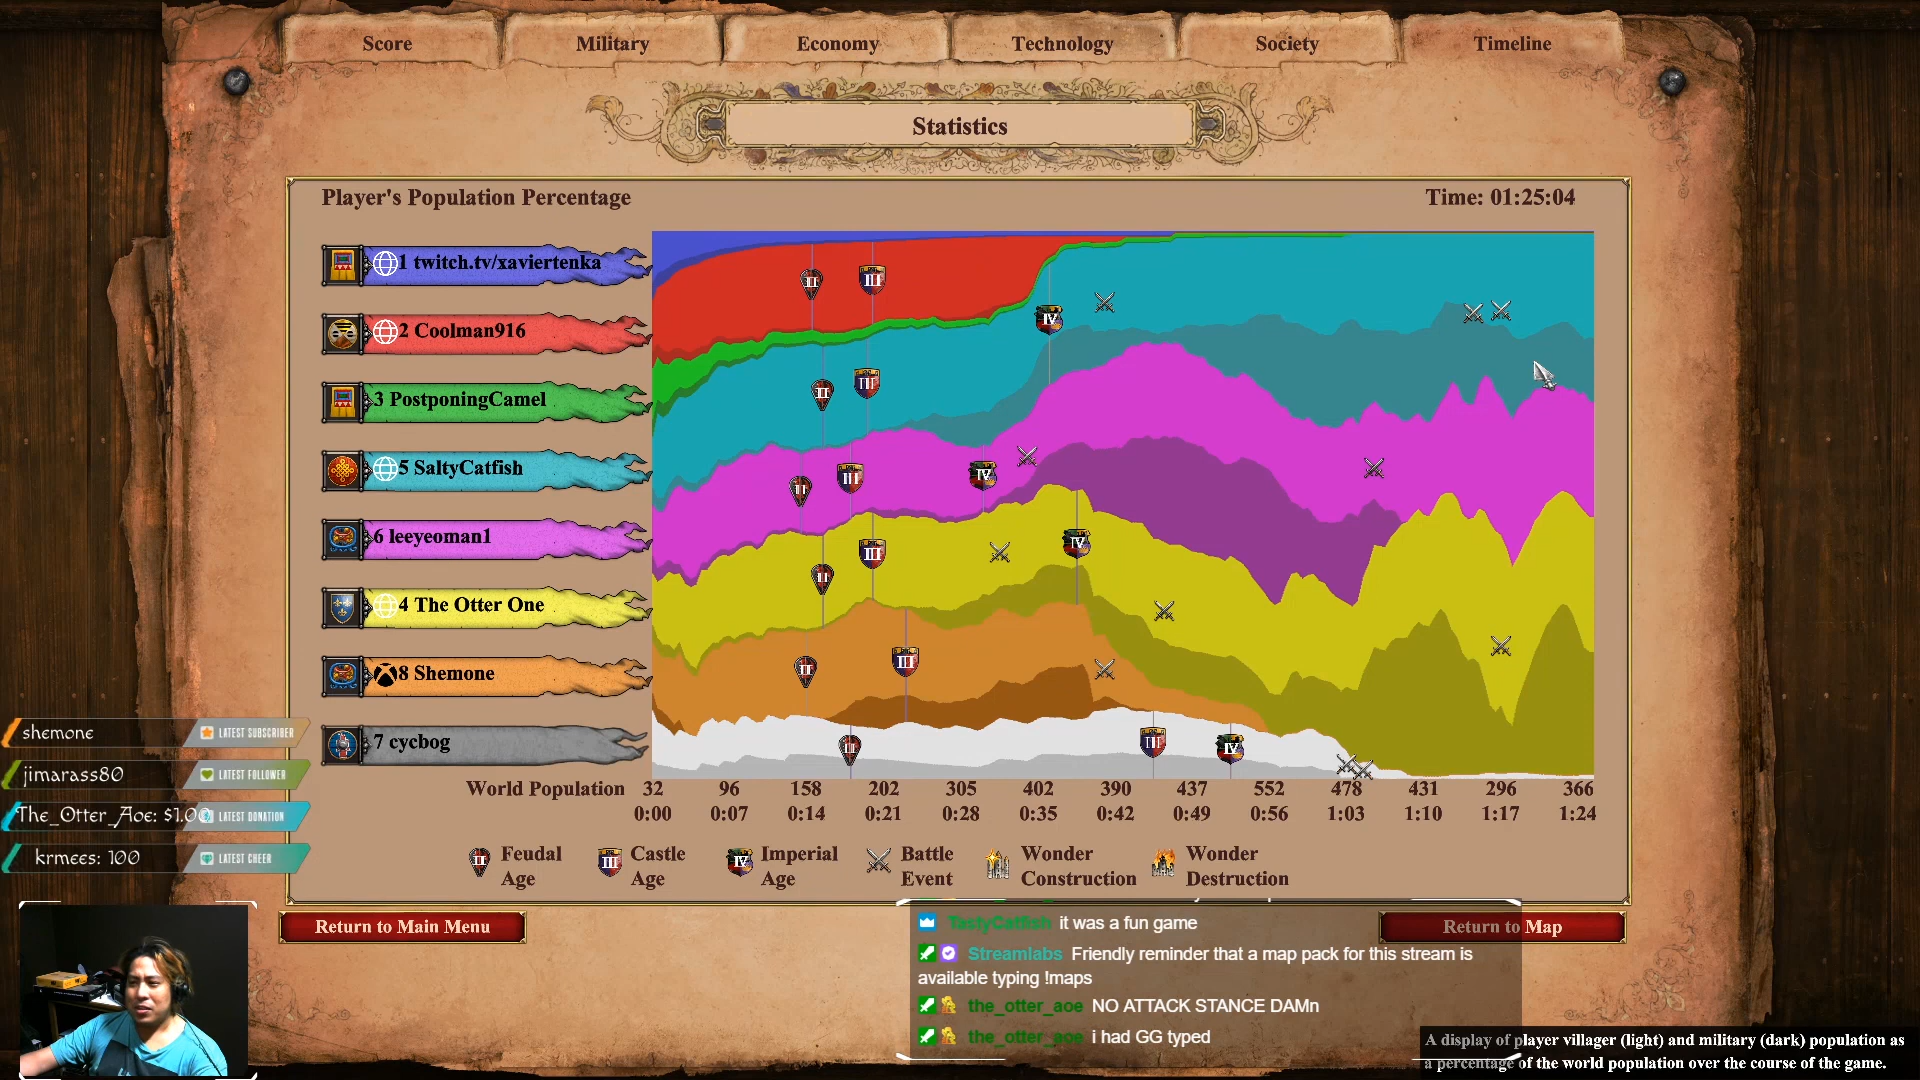 Score Military Economy Technology Society Timeline
Statistics
Player's Population Percentage
Time: 01:25:04
1 twitch.tv/xaviertenka
2 Coolman916
3 PostponingCamel
5 SaltyCatfish
6 leeyeoman1
4 The Otter One
8 Shemone
7 cycbog
II III IV
World Population 32 96 158 202 305 402 390 437 552 478 431 296 366
0:00 0:07 0:14 0:21 0:28 0:35 0:42 0:49 0:56 1:03 1:10 1:17 1:24
Feudal Age
Castle Age
Imperial Age
Battle Event
Wonder Construction
Wonder Destruction
Return to Main Menu
Return to Map
shemone LATEST SUBSCRIBER
jimarass80 LATEST FOLLOWER
The_Otter_Aoe: $1.00 LATEST DONATION
krmees: 100 LATEST CHEER
TastyCatfish it was a fun game
Streamlabs Friendly reminder that a map pack for this stream is
available typing !maps
the_otter_aoe NO ATTACK STANCE DAMn
the_otter_aoe i had GG typed
A display of player villager (light) and military (dark) population as
a percentage of the world population over the course of the game.